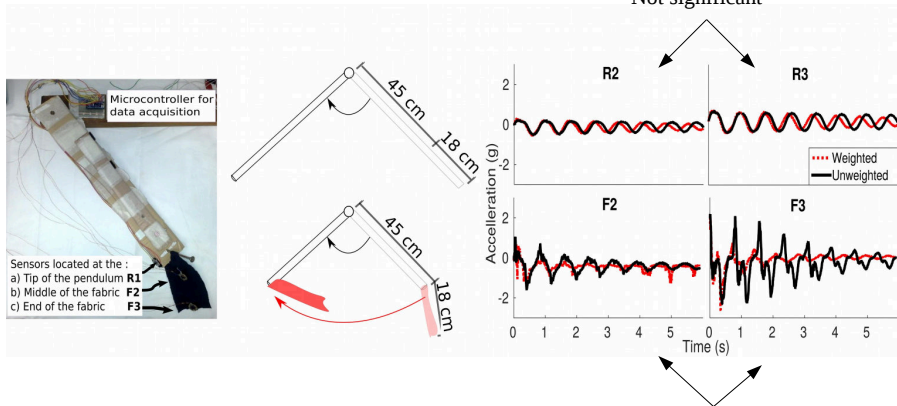 Not significant
Microcontroller for
data acquisition
Sensors located at the :
a) Tip of the pendulum R1
b) Middle of the fabric F2
c) End of the fabric F3
45 cm
18 cm
45 cm
18 cm
R2
R3
2
0
-2
Weighted
Unweighted
Accelleration (g)
F2
F3
2
0
-2
0 1 2 3 4 5
0 1 2 3 4 5
Time (s)